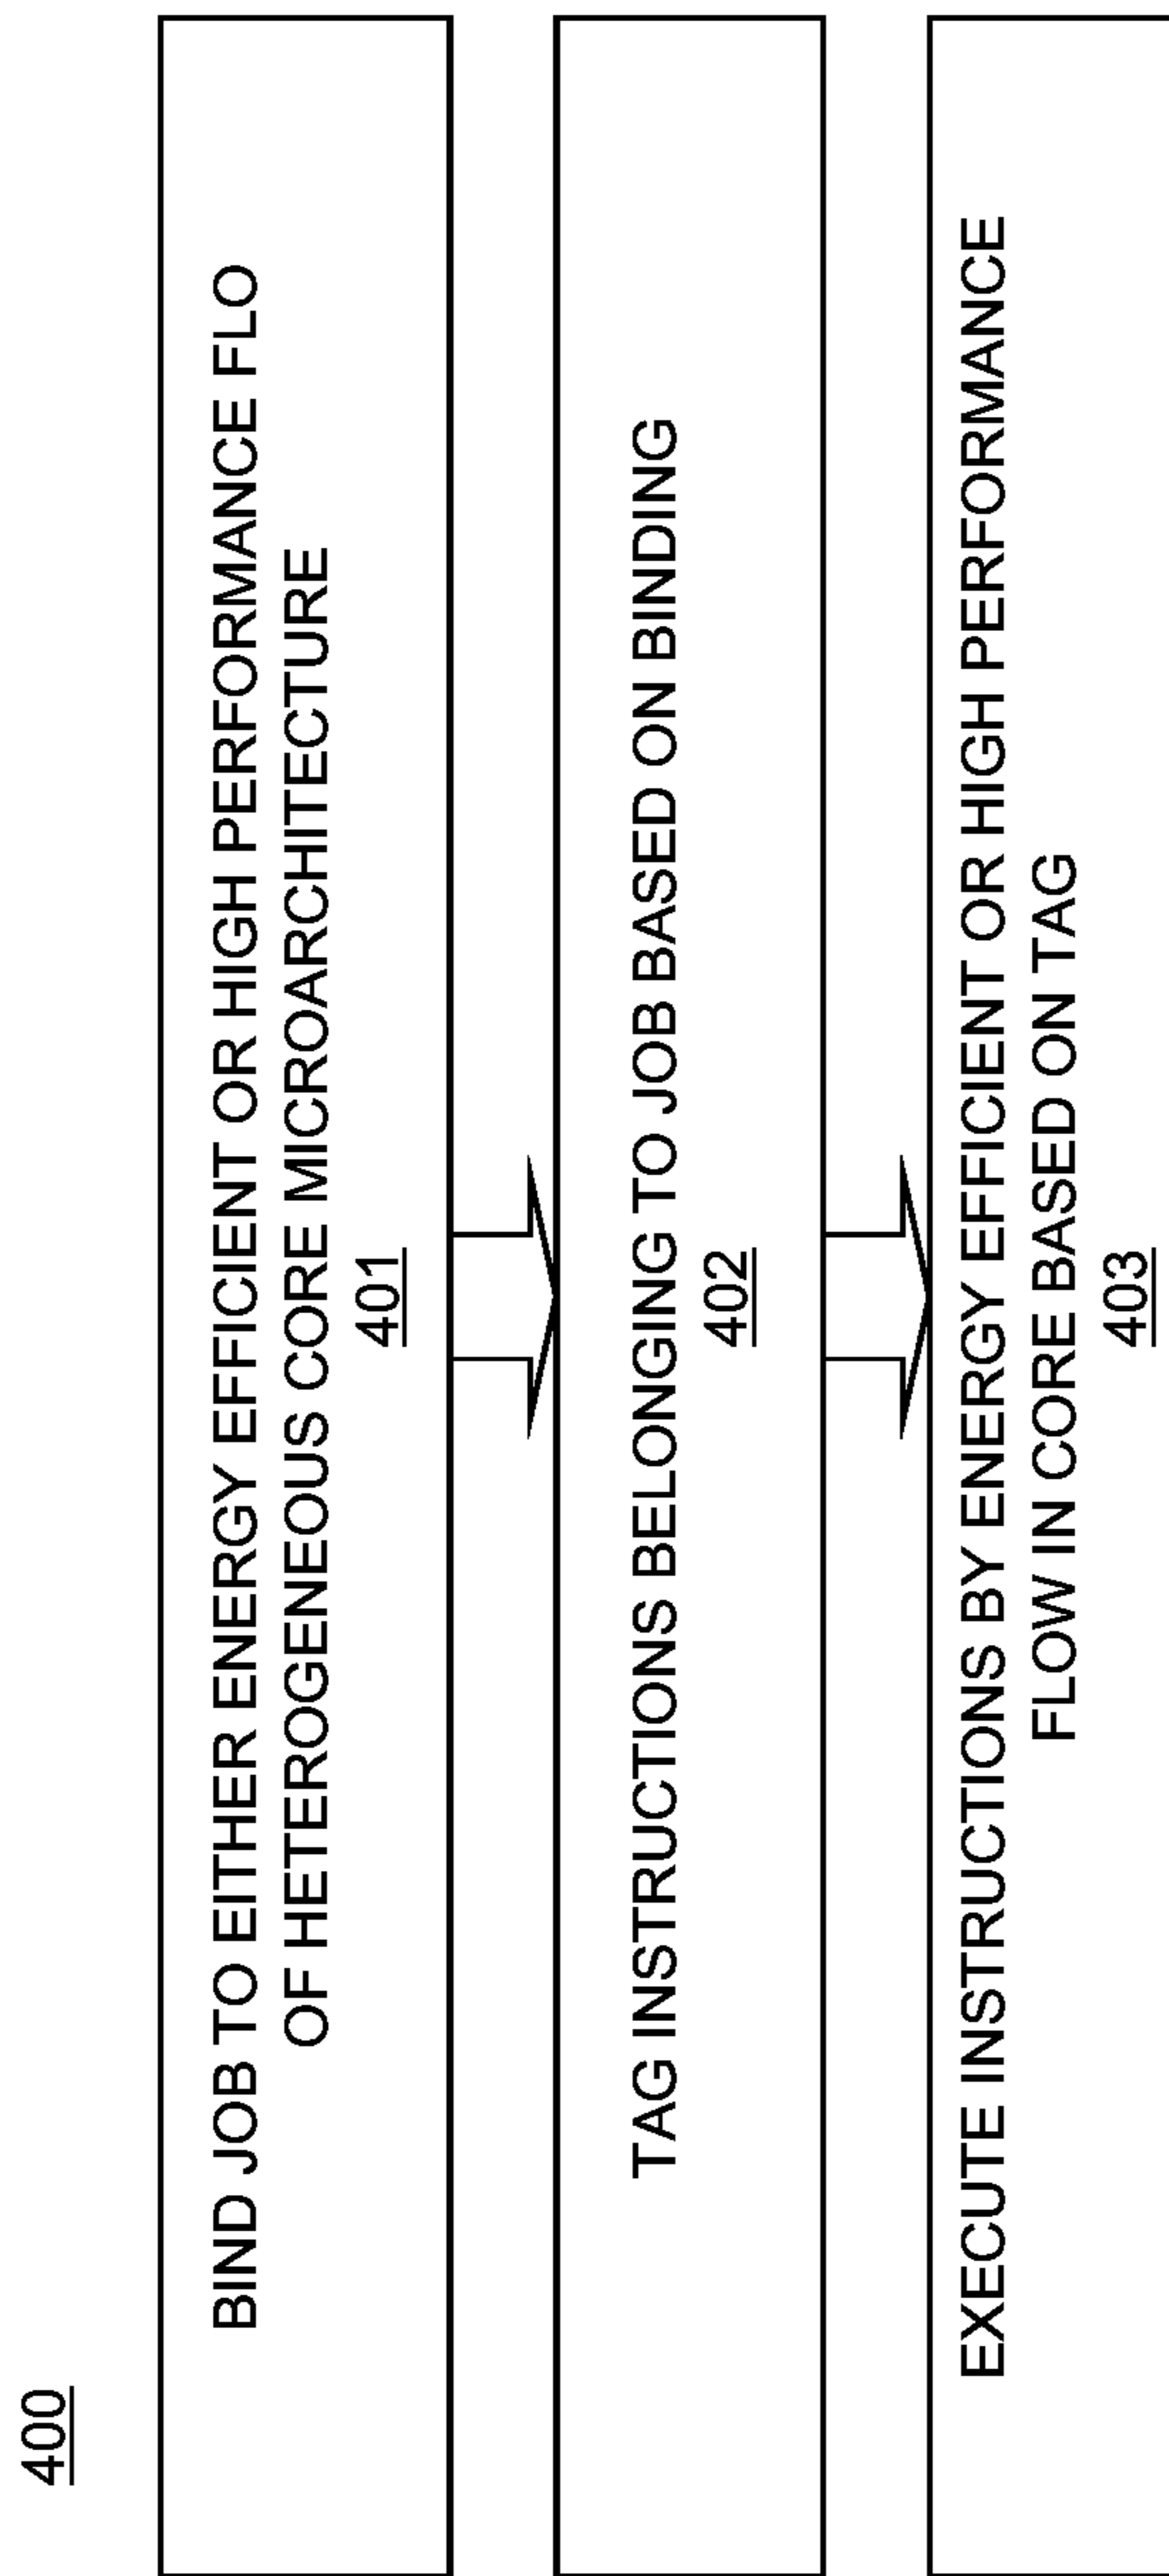 400
BIND JOB TO EITHER ENERGY EFFICIENT OR HIGH PERFORMANCE FLO
OF HETEROGENEOUS CORE MICROARCHITECTURE
401
TAG INSTRUCTIONS BELONGING TO JOB BASED ON BINDING
402
EXECUTE INSTRUCTIONS BY ENERGY EFFICIENT OR HIGH PERFORMANCE
FLOW IN CORE BASED ON TAG
403